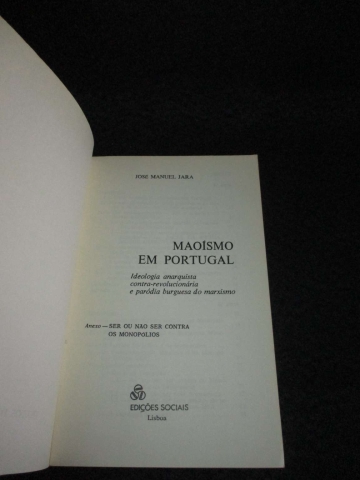 JOSÉ MANUEL JARA
MAOÍSMO
EM PORTUGAL
Ideologia anarquista
contra-revolucionária
e paródia burguesa do marxismo
Anexo — SER OU NÃO SER CONTRA
OS MONOPÓLIOS
EDIÇÕES SOCIAIS
Lisboa